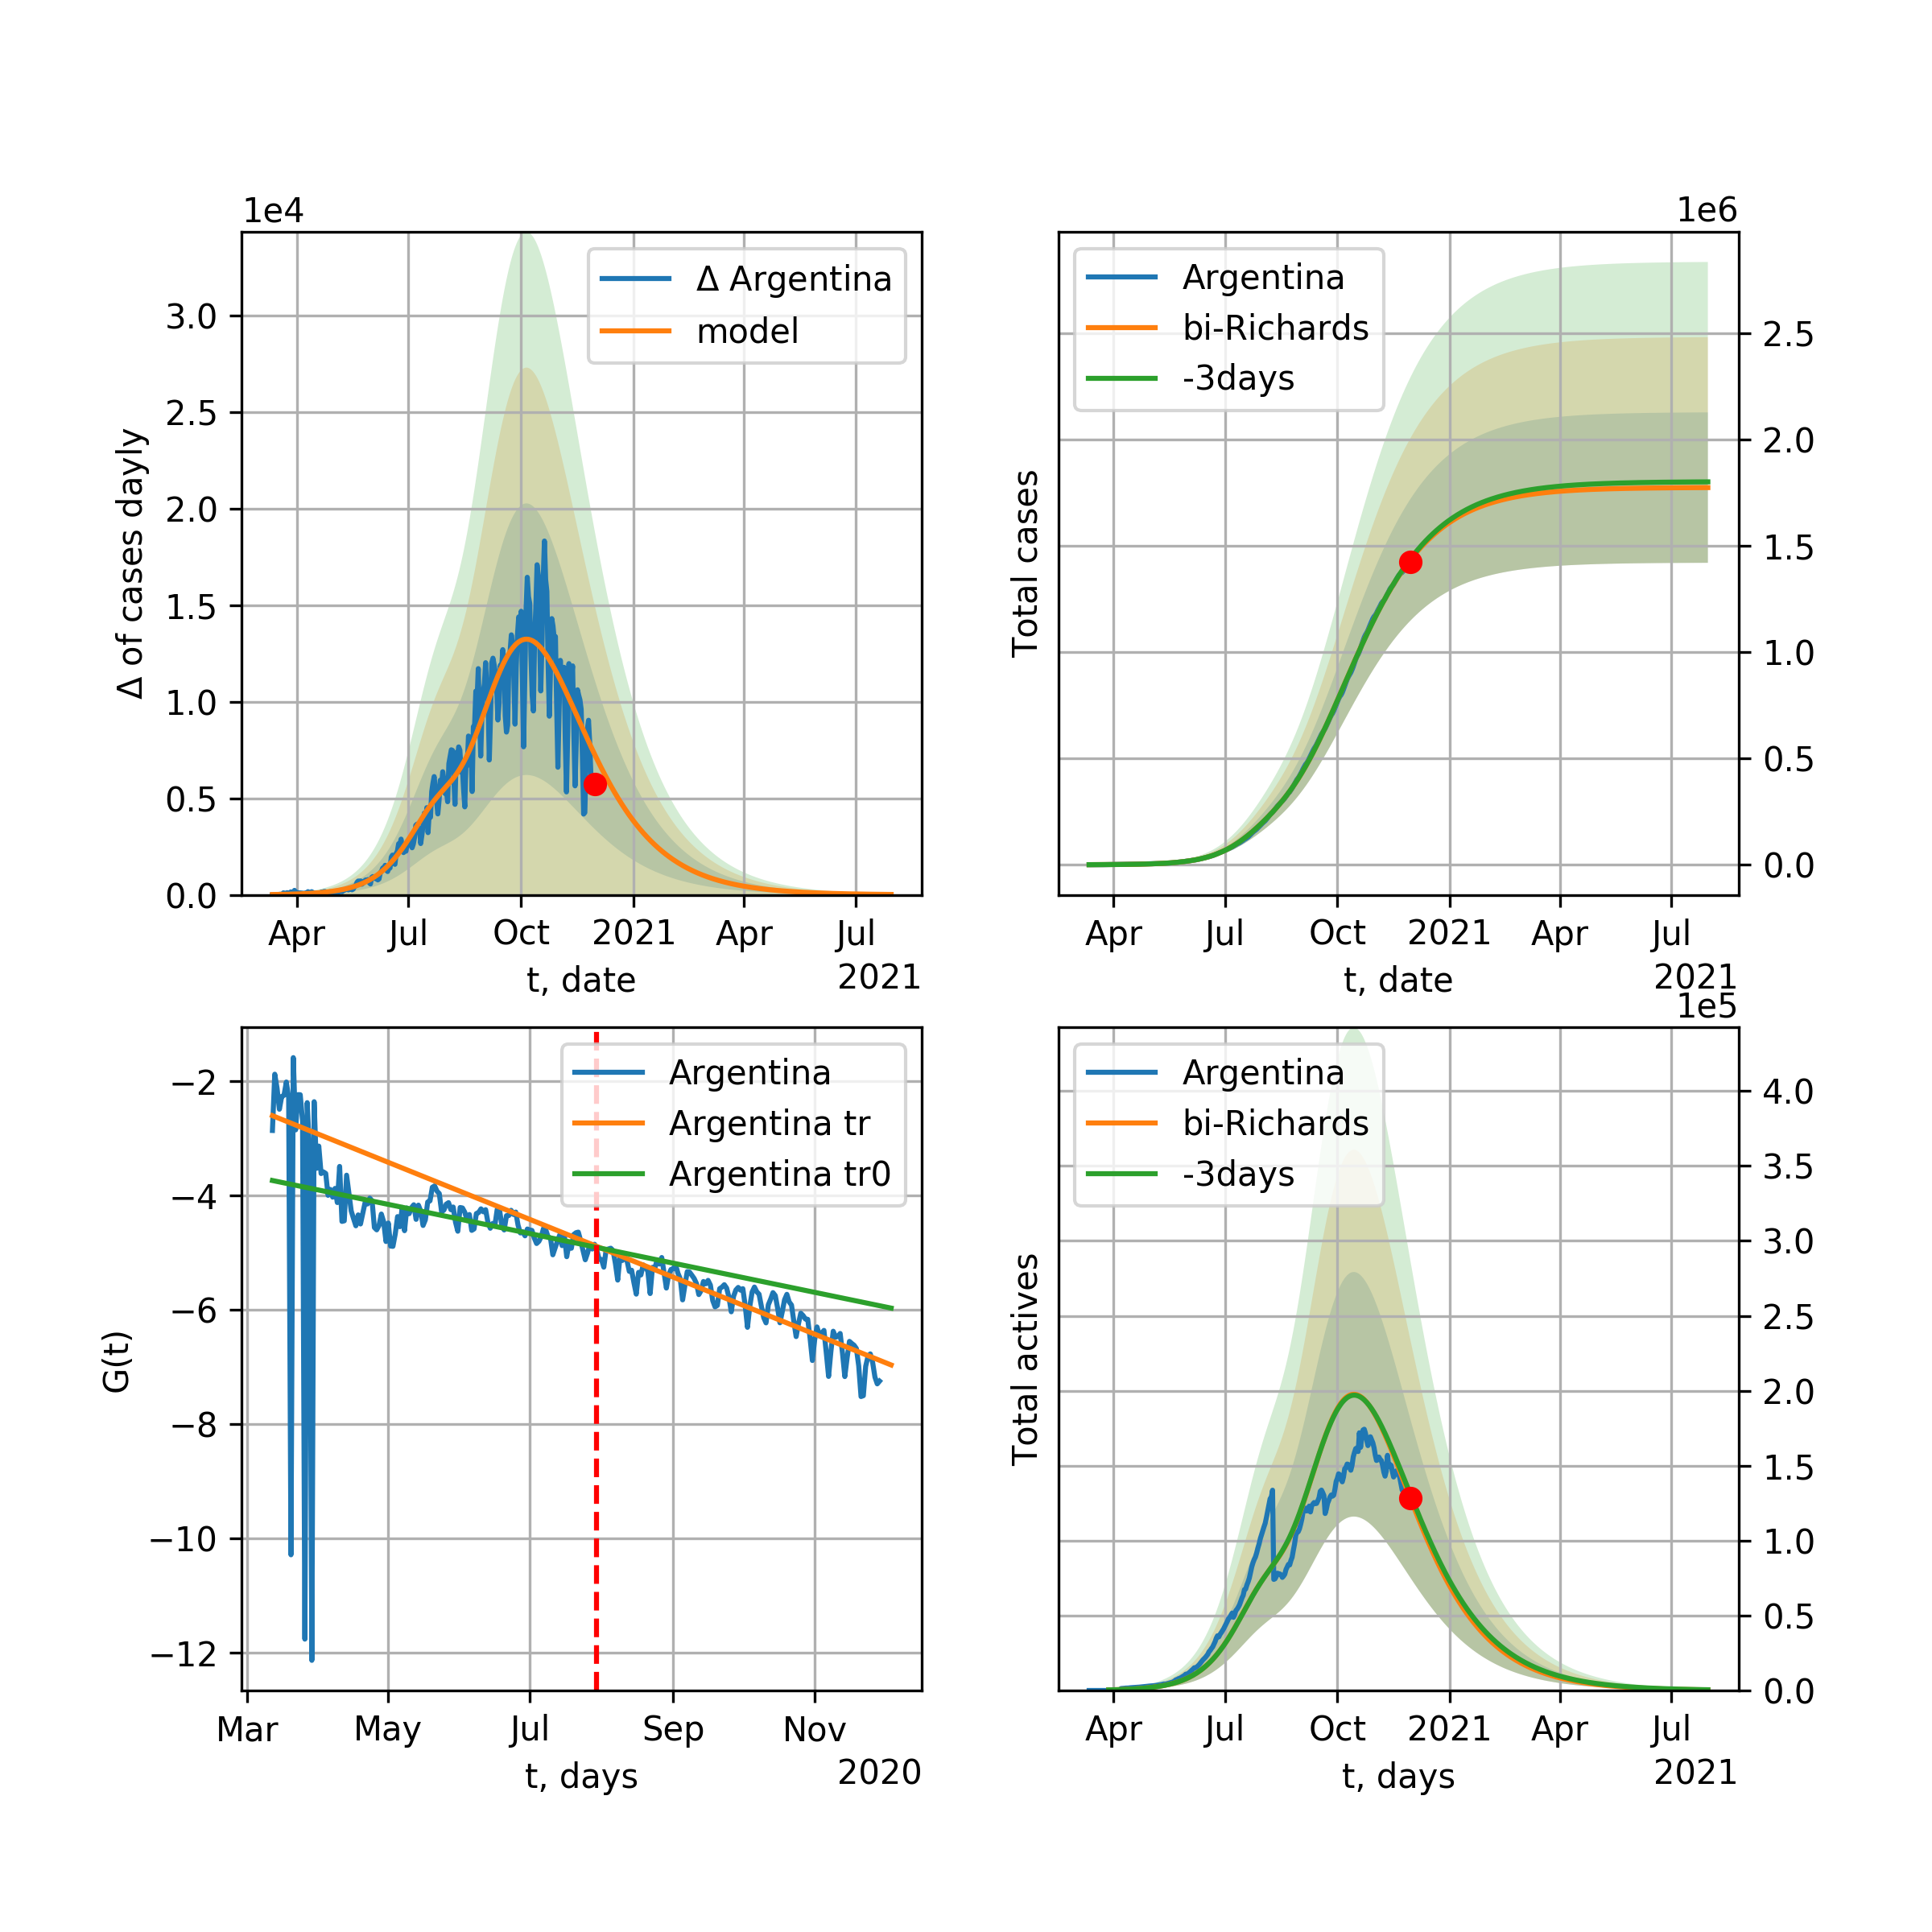 1e4
Δ of cases dayly
3.0
2.5
2.0
1.5
1.0
0.5
0.0
Δ Argentina
model
Apr Jul Oct 2021 Apr Jul
t, date
2021
1e6
Total cases
Argentina
bi-Richards
-3days
2.5
2.0
1.5
1.0
0.5
0.0
Apr Jul Oct 2021 Apr Jul
t, date
2021
G(t)
−2
−4
−6
−8
−10
−12
Argentina
Argentina tr
Argentina tr0
Mar May Jul Sep Nov
t, days
2020
1e5
Total actives
Argentina
bi-Richards
-3days
4.0
3.5
3.0
2.5
2.0
1.5
1.0
0.5
0.0
Apr Jul Oct 2021 Apr Jul
t, days
2021